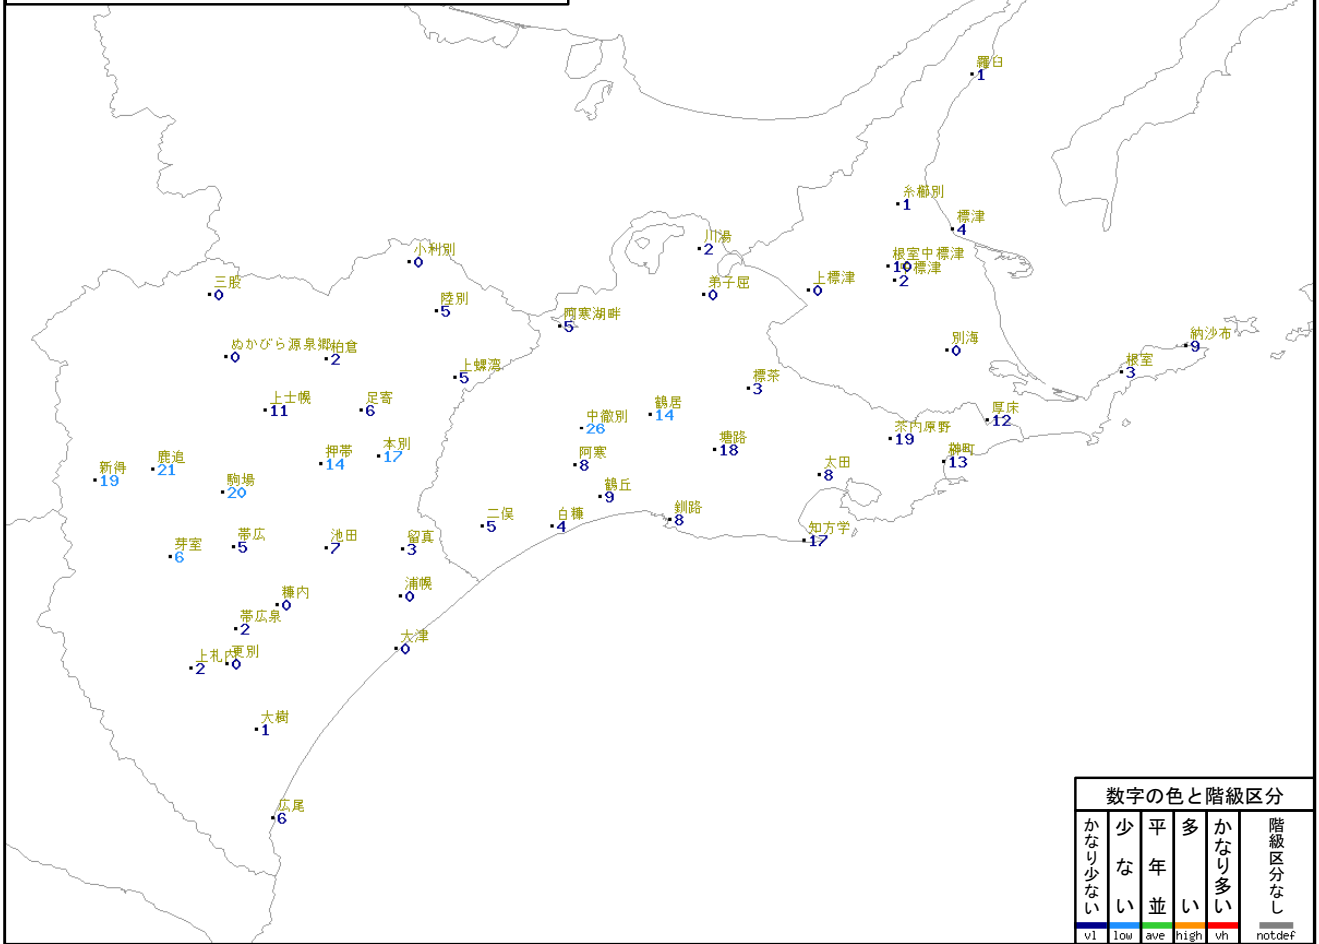 羅臼
1
糸櫛別
1
標津
4
川湯
2
小利別
0
根室中標津
10
中標津
2
三股
0
弟子屈
0
上標津
0
陸別
5
阿寒湖畔
5
納沙布
9
ぬかびら源泉郷
0
柏倉
2
別海
0
根室
3
上螺湾
5
標茶
3
上士幌
11
足寄
6
鶴居
14
厚床
12
中徹別
26
茶内原野
19
塘路
18
本別
17
押帯
14
阿寒
8
榊町
13
鹿追
21
新得
19
太田
8
駒場
20
鶴丘
9
二俣
5
白糠
4
釧路
8
知方学
17
帯広
5
池田
7
留真
3
芽室
6
浦幌
0
糠内
0
帯広泉
2
大津
0
上札内
2
更別
0
大樹
1
広尾
6
数字の色と階級区分
かなり少ない
少ない
平年並
多い
かなり多い
階級区分なし
vl low ave high vh notdef